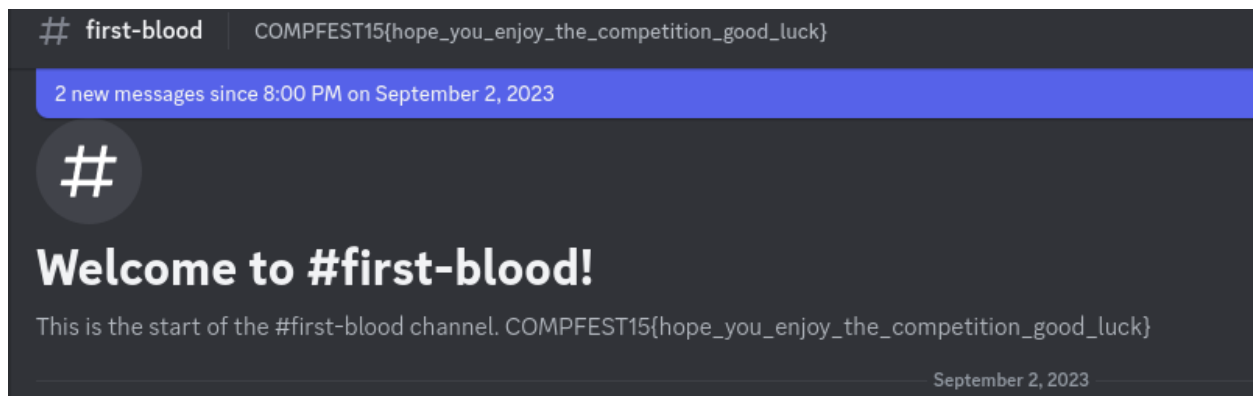 # first-blood COMPFEST15{hope_you_enjoy_the_competition_good_luck}
2 new messages since 8:00 PM on September 2, 2023
#
Welcome to #first-blood!
This is the start of the #first-blood channel. COMPFEST15{hope_you_enjoy_the_competition_good_luck}
September 2, 2023